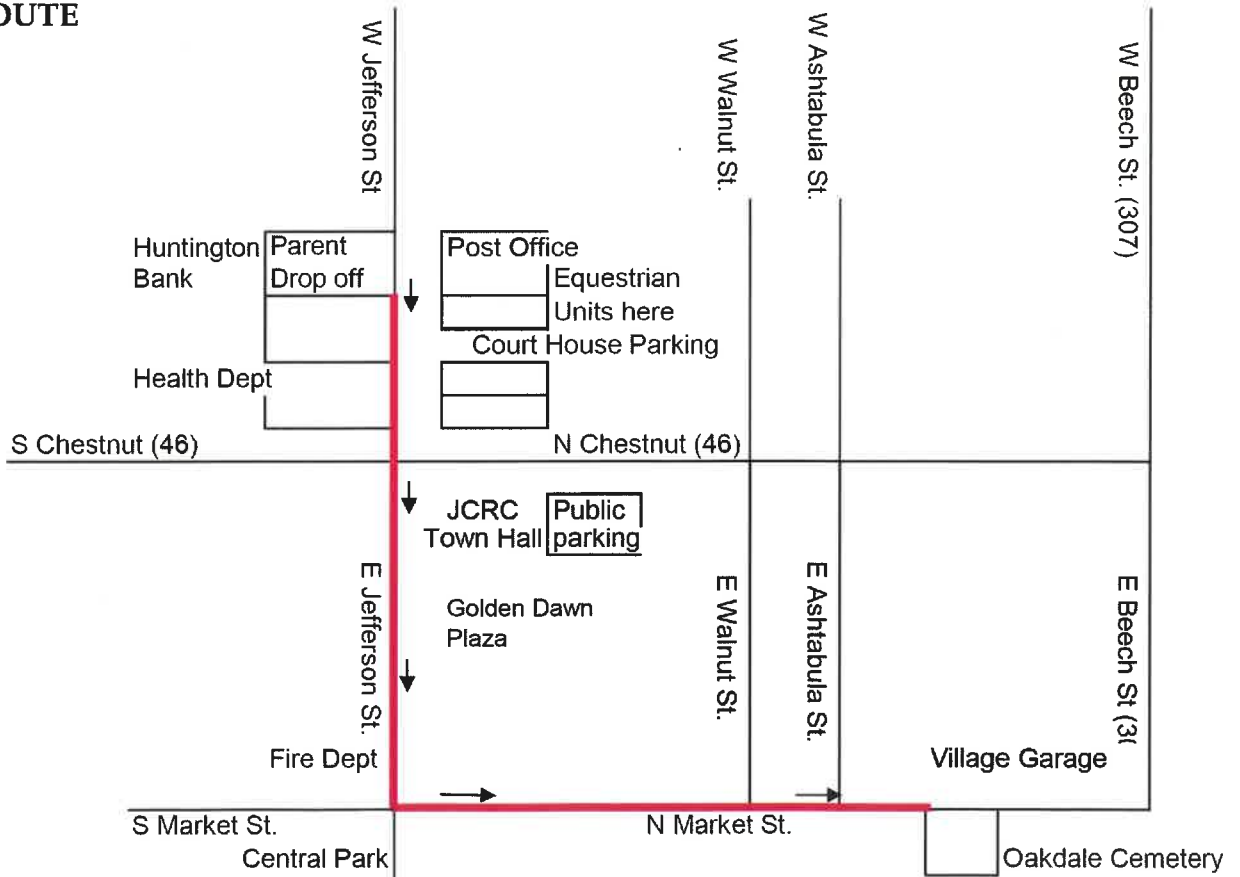 OUTE
W Jefferson St
W Walnut St.
W Ashtabula St.
W Beech St. (307)
Huntington
Bank
Parent
Drop off
Post Office
Equestrian
Units here
Court House Parking
Health Dept
S Chestnut (46)
N Chestnut (46)
JCRC
Town Hall
Public
parking
E Jefferson St.
Golden Dawn
Plaza
E Walnut St.
E Ashtabula St.
E Beech St (3(
Fire Dept
Village Garage
S Market St.
N Market St.
Central Park
Oakdale Cemetery